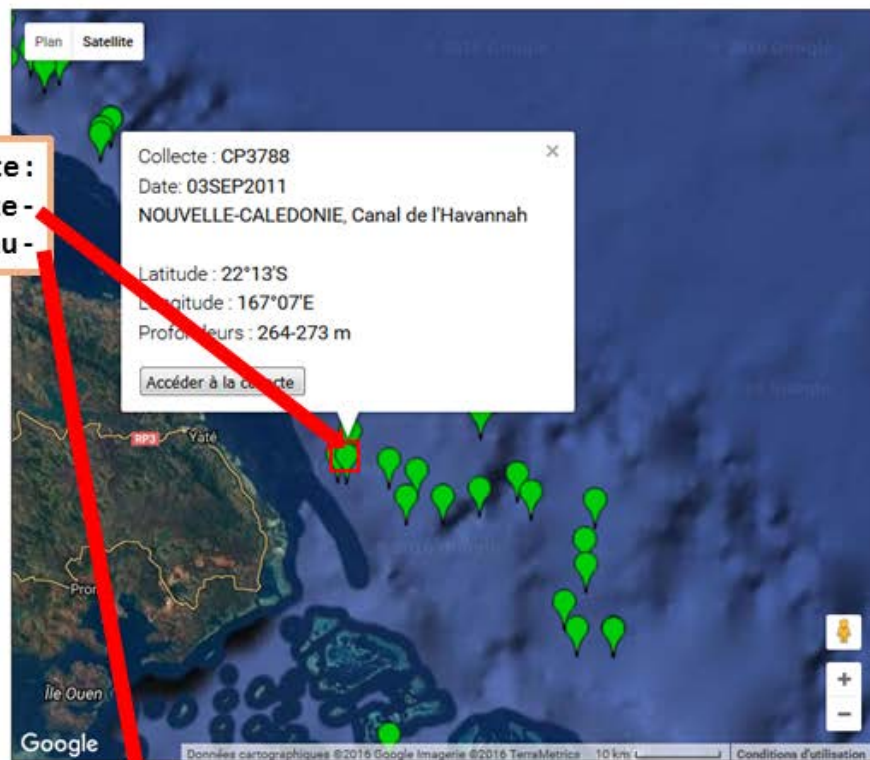 Plan Satellite
te :
te -
au -
Collecte : CP3788
Date: 03SEP2011
NOUVELLE-CALEDONIE, Canal de l'Havannah
Latitude : 22°13'S
Longitude : 167°07'E
Profondeurs : 264-273 m
Accéder à la collecte
RP3 Yaté
Île Ouen
Google
Données cartographiques ©2016 Google Imagerie ©2016 TerraMetrics 10 km Conditions d'utilisation